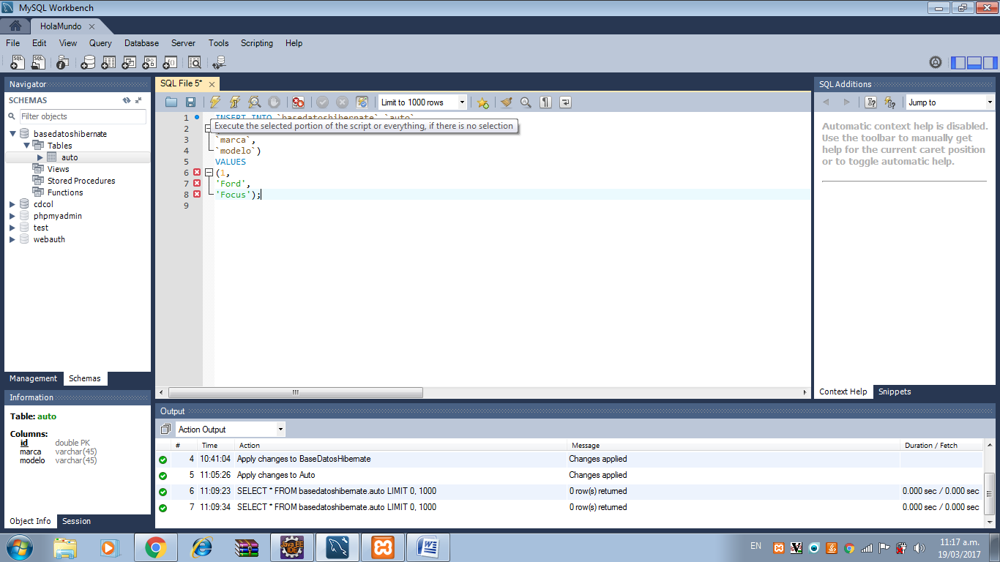 MySQL Workbench
HolaMundo
File Edit View Query Database Server Tools Scripting Help
Navigator
SCHEMAS
Filter objects
basedatoshibernate
Tables
auto
Views
Stored Procedures
Functions
cdcol
phpmyadmin
test
webauth
Management Schemas
Information
Table: auto
Columns:
id double PK
marca varchar(45)
modelo varchar(45)
Object Info Session
SQL File 5*
Limit to 1000 rows
1 INSERT INTO `basedatoshibernate`.`auto`
Execute the selected portion of the script or everything, if there is no selection
2
3 `marca`,
4 `modelo`)
5 VALUES
6 (1,
7 'Ford',
8 'Focus');
9
SQL Additions
Jump to
Automatic context help is disabled.
Use the toolbar to manually get
help for the current caret position
or to toggle automatic help.
Context Help Snippets
Output
Action Output
# Time Action Message Duration / Fetch
4 10:41:04 Apply changes to BaseDatosHibernate Changes applied
5 11:05:26 Apply changes to Auto Changes applied
6 11:09:23 SELECT * FROM basedatoshibernate.auto LIMIT 0, 1000 0 row(s) returned 0.000 sec / 0.000 sec
7 11:09:34 SELECT * FROM basedatoshibernate.auto LIMIT 0, 1000 0 row(s) returned 0.000 sec / 0.000 sec
Java EE
IDE
EN
11:17 a.m.
19/03/2017